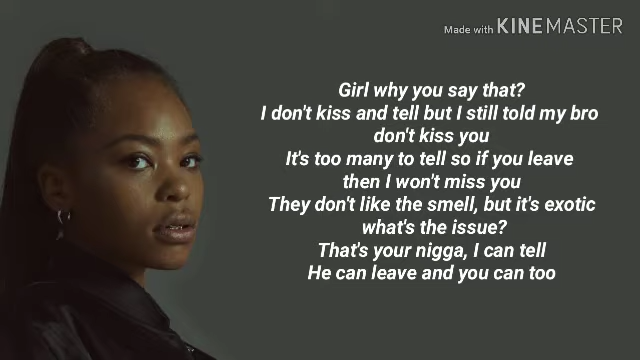 Made with KINEMASTER
Girl why you say that?
I don't kiss and tell but I still told my bro
don't kiss you
It's too many to tell so if you leave
then I won't miss you
They don't like the smell, but it's exotic
what's the issue?
That's your nigga, I can tell
He can leave and you can too